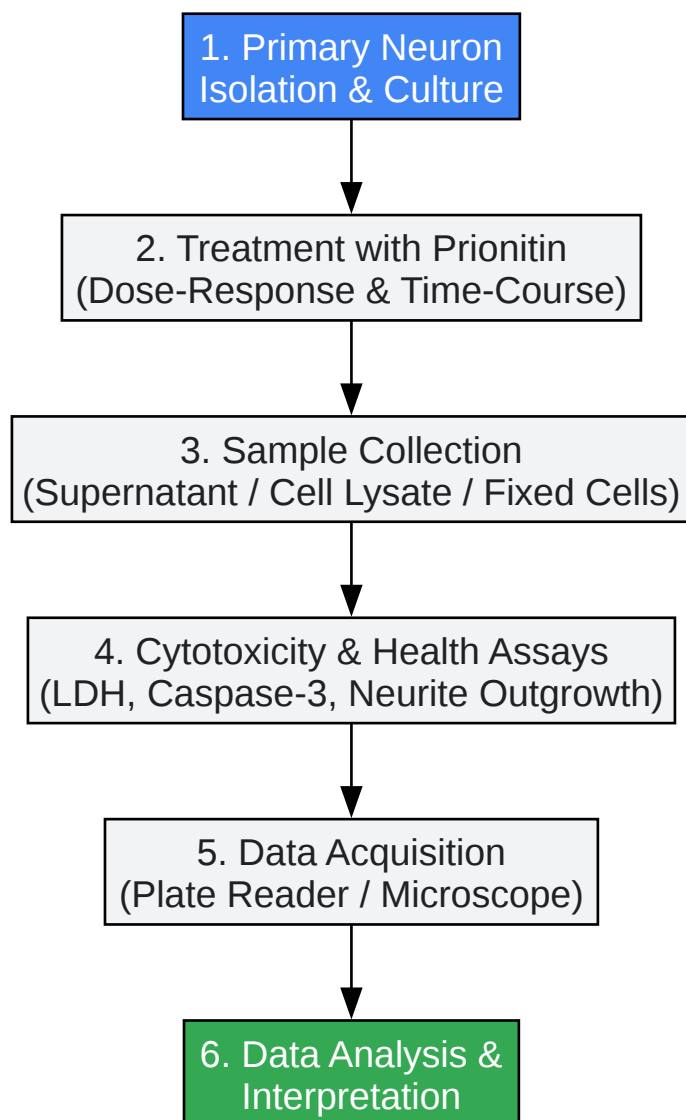 1. Primary Neuron
Isolation & Culture
2. Treatment with Prionitin
(Dose-Response & Time-Course)
3. Sample Collection
(Supernatant / Cell Lysate / Fixed Cells)
4. Cytotoxicity & Health Assays
(LDH, Caspase-3, Neurite Outgrowth)
5. Data Acquisition
(Plate Reader / Microscope)
6. Data Analysis &
Interpretation